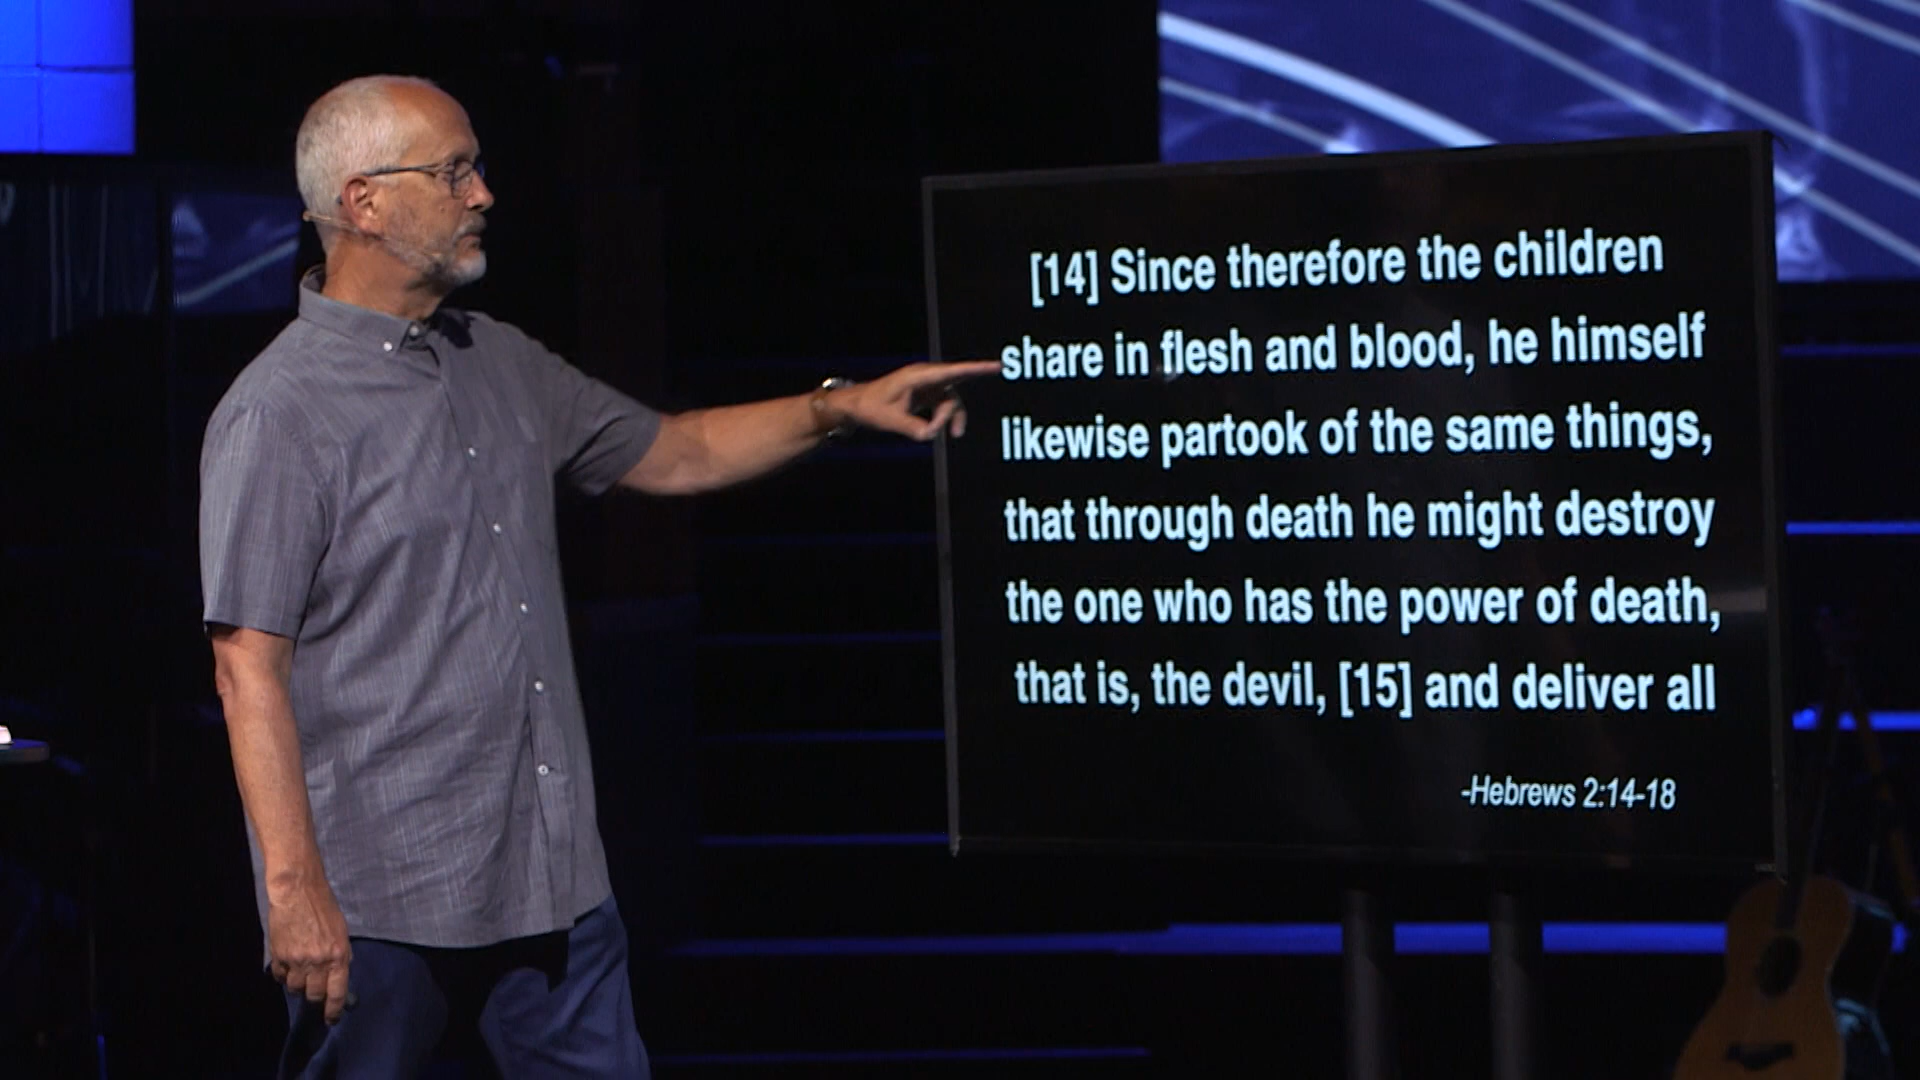 [14] Since therefore the children
share in flesh and blood, he himself
likewise partook of the same things,
that through death he might destroy
the one who has the power of death,
that is, the devil, [15] and deliver all
-Hebrews 2:14-18